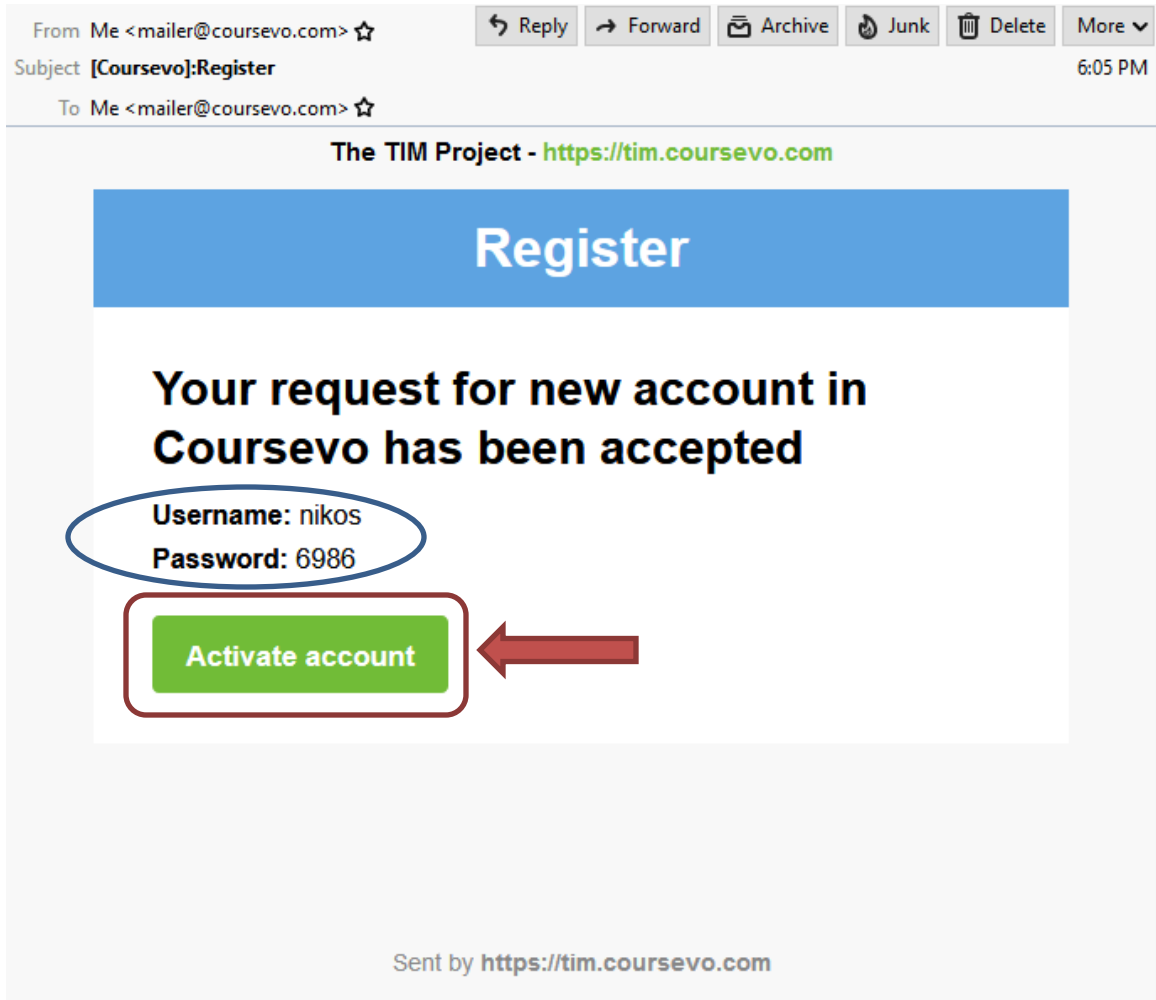 From Me <mailer@coursevo.com> Reply Forward Archive Junk Delete More
Subject [Coursevo]:Register 6:05 PM
To Me <mailer@coursevo.com>
The TIM Project - https://tim.coursevo.com
Register
Your request for new account in
Coursevo has been accepted
Username: nikos
Password: 6986
Activate account
Sent by https://tim.coursevo.com